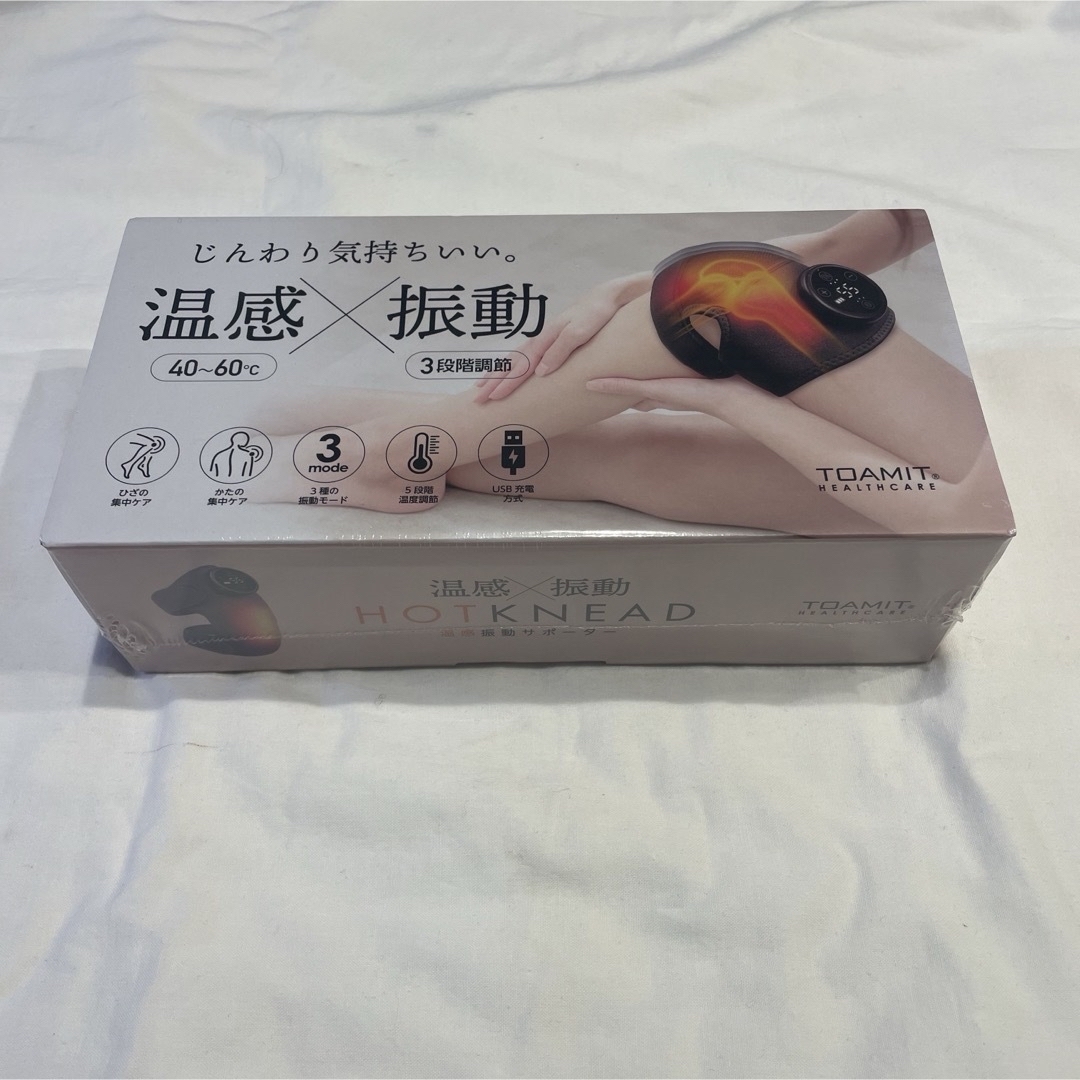 じんわり気持ちいい。
温感×振動
40~60℃
3段階調節
ひざの
集中ケア
かたの
集中ケア
3
mode
3種の
振動モード
5段階
温度調節
USB充電
方式
TOAMIT®
HEALTHCARE
温感×振動
HOTKNEAD
温感振動サポーター
TOAMIT®
HEALTHCARE